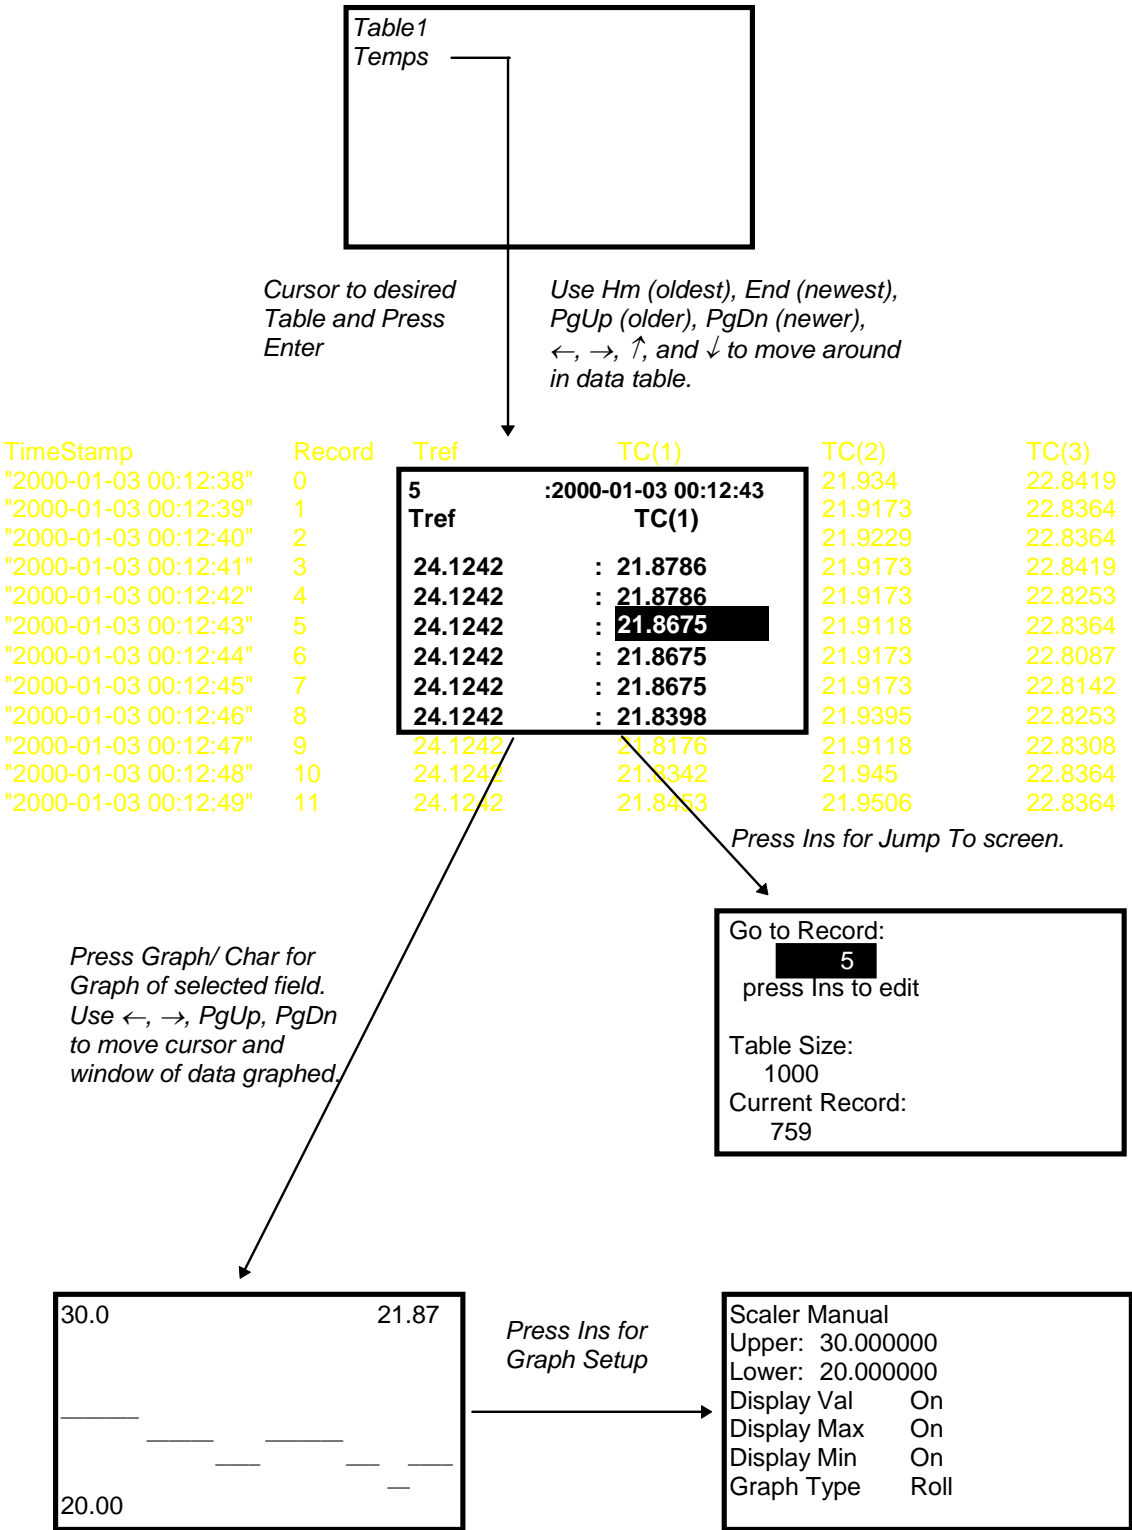 Table1
Temps
Cursor to desired
Table and Press
Enter
Use Hm (oldest), End (newest),
PgUp (older), PgDn (newer),
←, →, ↑, and ↓ to move around
in data table.
TimeStamp Record Tref TC(1) TC(2) TC(3)
"2000-01-03 00:12:38" 0 21.934 22.8419
"2000-01-03 00:12:39" 1 21.9173 22.8364
"2000-01-03 00:12:40" 2 21.9229 22.8364
"2000-01-03 00:12:41" 3 21.9173 22.8419
"2000-01-03 00:12:42" 4 21.9173 22.8253
"2000-01-03 00:12:43" 5 21.9118 22.8364
"2000-01-03 00:12:44" 6 21.9173 22.8087
"2000-01-03 00:12:45" 7 21.9173 22.8142
"2000-01-03 00:12:46" 8 21.9395 22.8253
"2000-01-03 00:12:47" 9 24.1242 21.8176 21.9118 22.8308
"2000-01-03 00:12:48" 10 24.1242 21.8342 21.945 22.8364
"2000-01-03 00:12:49" 11 24.1242 21.8453 21.9506 22.8364
5 :2000-01-03 00:12:43
Tref TC(1)
24.1242 : 21.8786
24.1242 : 21.8786
24.1242 : 21.8675
24.1242 : 21.8675
24.1242 : 21.8675
24.1242 : 21.8398
Press Ins for Jump To screen.
Go to Record:
5
press Ins to edit
Table Size:
1000
Current Record:
759
Press Graph/ Char for
Graph of selected field.
Use ←, →, PgUp, PgDn
to move cursor and
window of data graphed.
30.0 21.87
20.00
Press Ins for
Graph Setup
Scaler Manual
Upper: 30.000000
Lower: 20.000000
Display Val On
Display Max On
Display Min On
Graph Type Roll